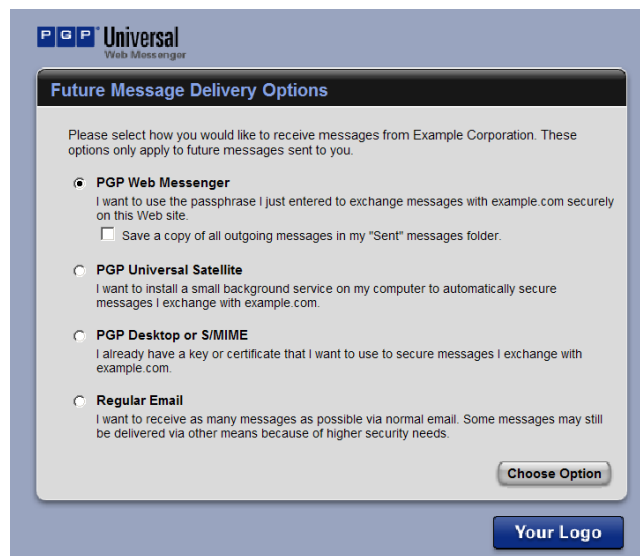 PGP Universal
Web Messenger
Future Message Delivery Options
Please select how you would like to receive messages from Example Corporation. These
options only apply to future messages sent to you.
PGP Web Messenger
I want to use the passphrase I just entered to exchange messages with example.com securely
on this Web site.
Save a copy of all outgoing messages in my "Sent" messages folder.
PGP Universal Satellite
I want to install a small background service on my computer to automatically secure
messages I exchange with example.com.
PGP Desktop or S/MIME
I already have a key or certificate that I want to use to secure messages I exchange with
example.com.
Regular Email
I want to receive as many messages as possible via normal email. Some messages may still
be delivered via other means because of higher security needs.
Choose Option
Your Logo